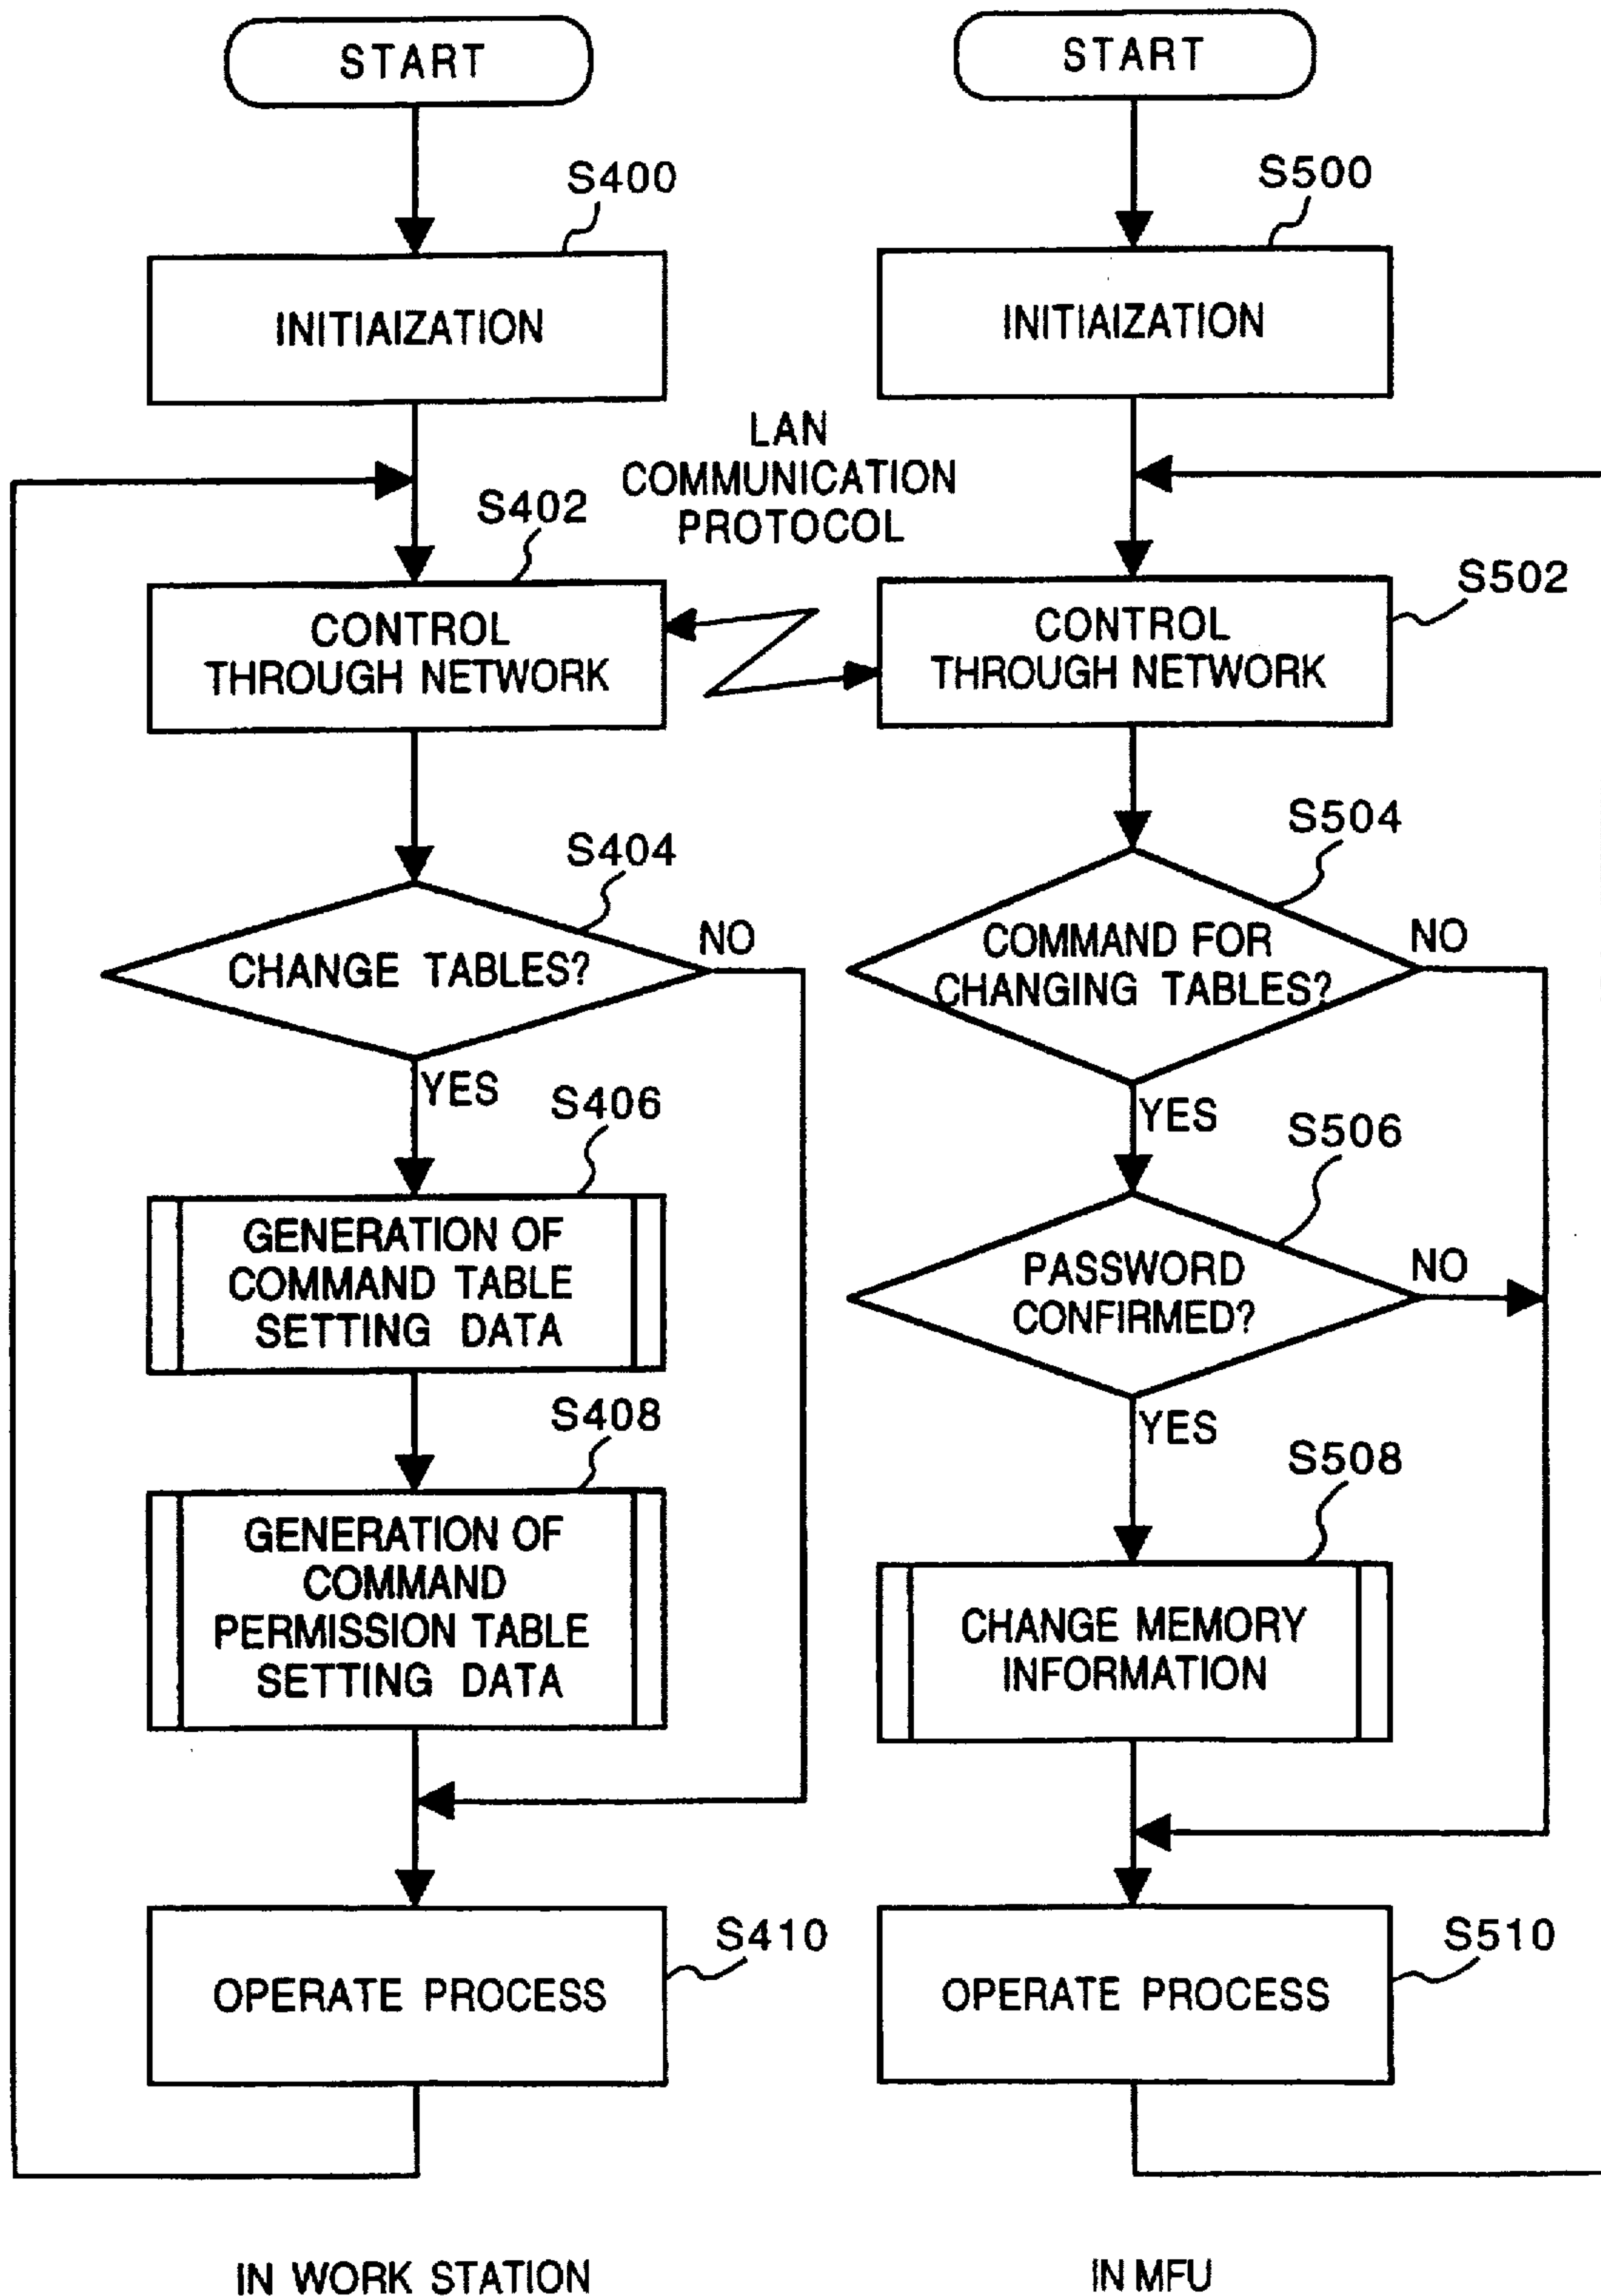 START
S400
INITIAIZATION
S402
CONTROL
THROUGH NETWORK
S404
CHANGE TABLES?
NO
YES
S406
GENERATION OF
COMMAND TABLE
SETTING DATA
S408
GENERATION OF
COMMAND
PERMISSION TABLE
SETTING DATA
S410
OPERATE PROCESS
IN WORK STATION
LAN
COMMUNICATION
PROTOCOL
START
S500
INITIAIZATION
S502
CONTROL
THROUGH NETWORK
S504
COMMAND FOR
CHANGING TABLES?
NO
YES
S506
PASSWORD
CONFIRMED?
NO
YES
S508
CHANGE MEMORY
INFORMATION
S510
OPERATE PROCESS
IN MFU